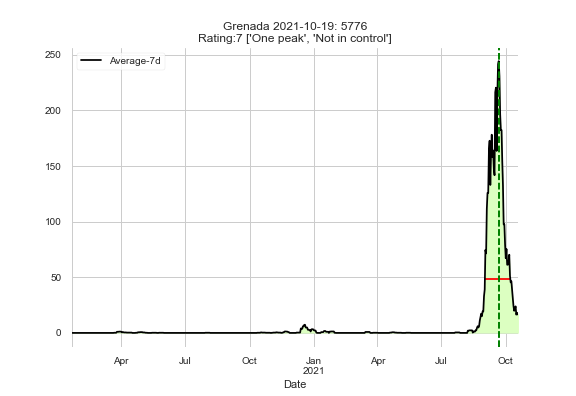 Grenada 2021-10-19: 5776
Rating:7 ['One peak', 'Not in control']
250
Average-7d
200
150
100
50
0
Apr
Jul
Oct
Jan
2021
Apr
Jul
Oct
Date